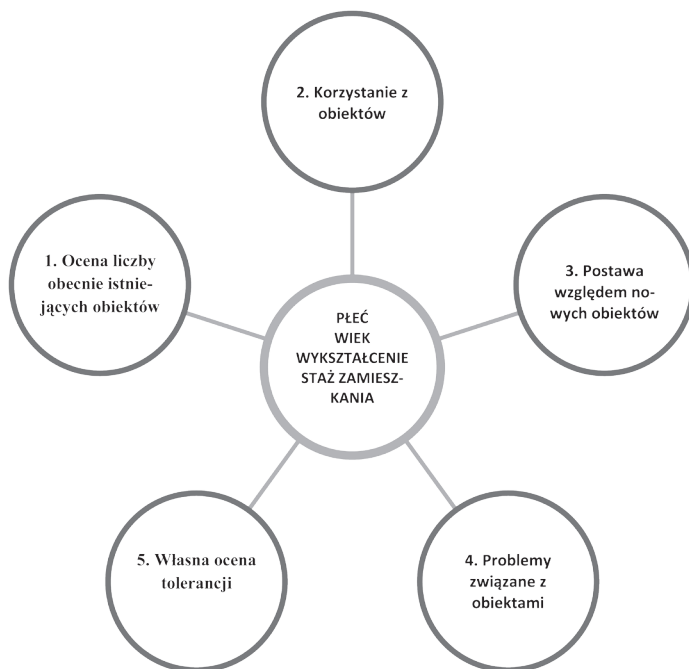 2. Korzystanie z
obiektów
1. Ocena liczby
obecnie istnie-
jących obiektów
3. Postawa
względem no-
wych obiektów
PŁEĆ
WIEK
WYKSZTAŁCENIE
STAŻ ZAMIESZ-
KANIA
5. Własna ocena
tolerancji
4. Problemy
związane z
obiektami